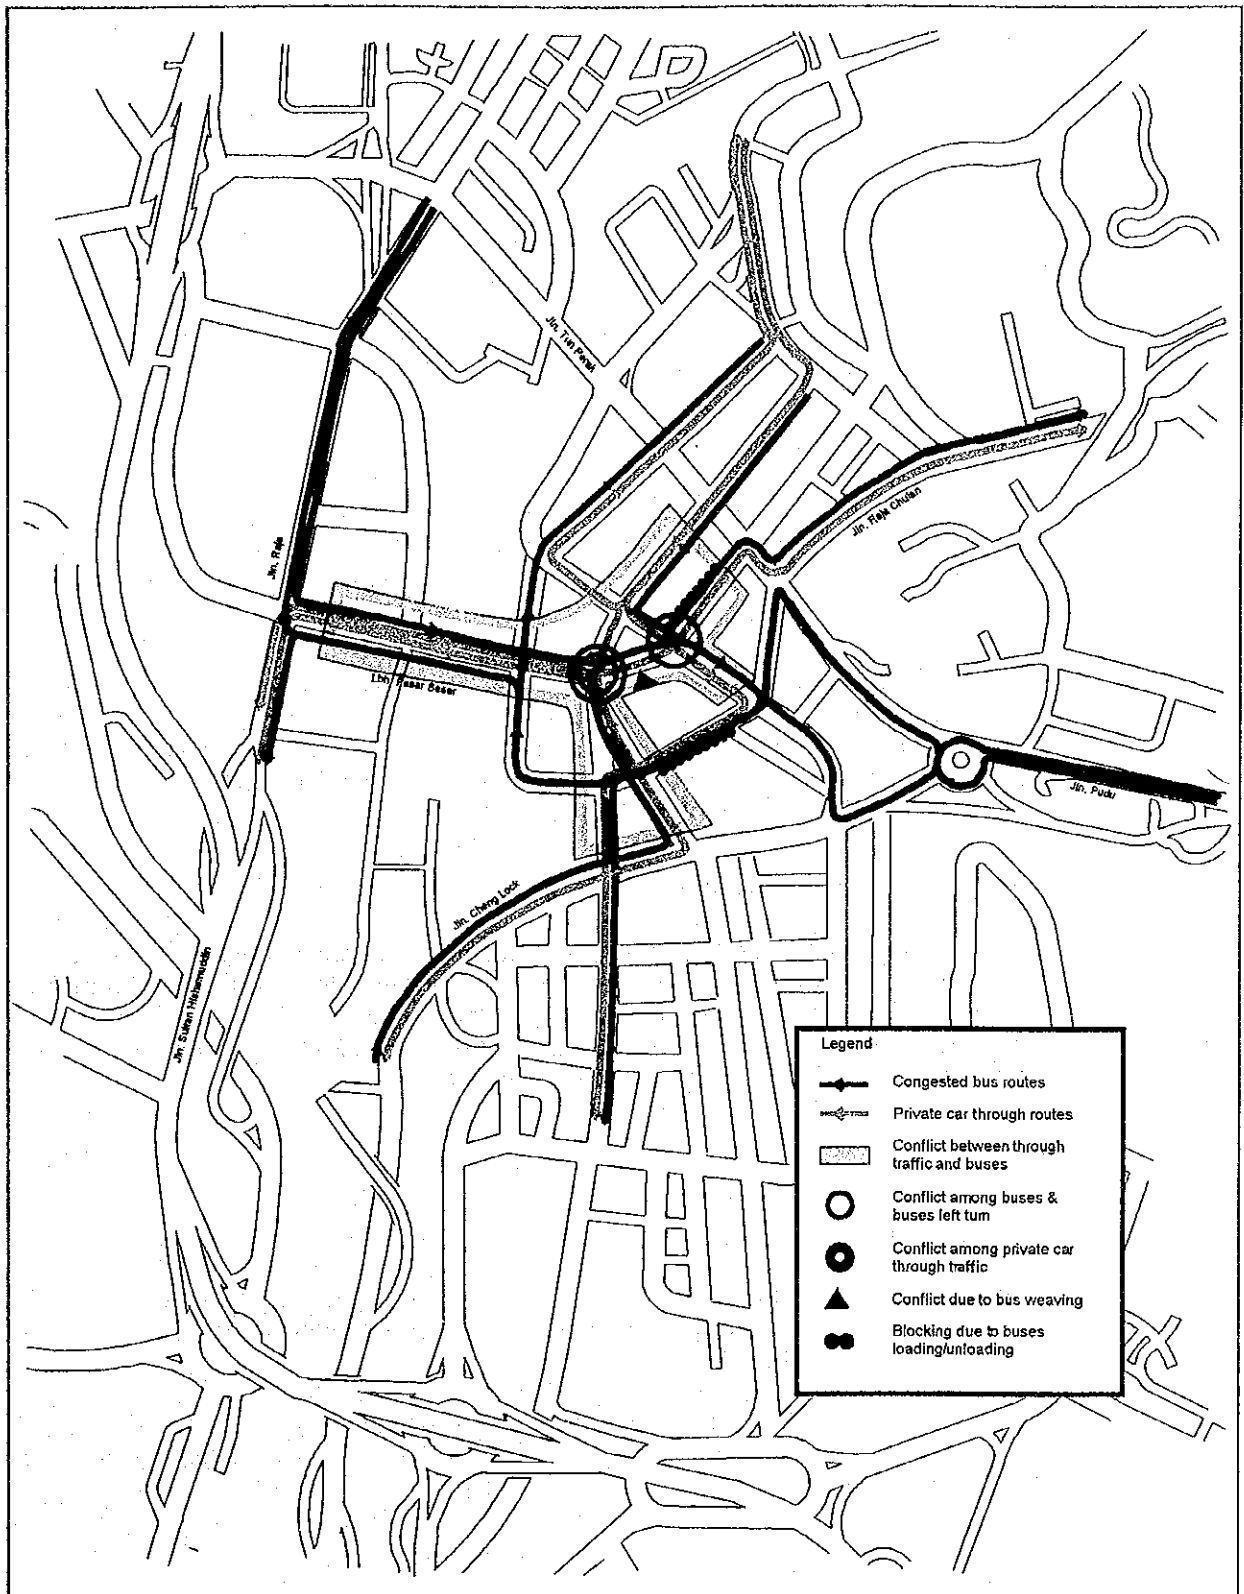 Jln. Tun Perak
Jln. Raja Chulan
Jln. Raja
Lbh. Pasar Besar
Jln. Pudu
Jln. Cheng Lock
Jln. Sultan Hishamuddin
Legend
Congested bus routes
Private car through routes
Conflict between through
traffic and buses
Conflict among buses &
buses left turn
Conflict among private car
through traffic
Conflict due to bus weaving
Blocking due to buses
loading/unloading